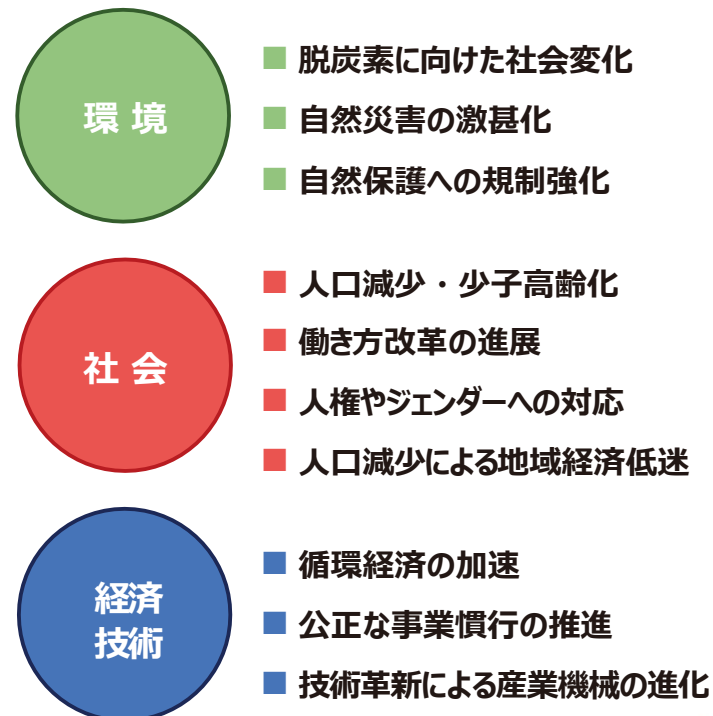 環 境
■ 脱炭素に向けた社会変化
■ 自然災害の激甚化
■ 自然保護への規制強化
社 会
■ 人口減少・少子高齢化
■ 働き方改革の進展
■ 人権やジェンダーへの対応
■ 人口減少による地域経済低迷
経済
技術
■ 循環経済の加速
■ 公正な事業慣行の推進
■ 技術革新による産業機械の進化